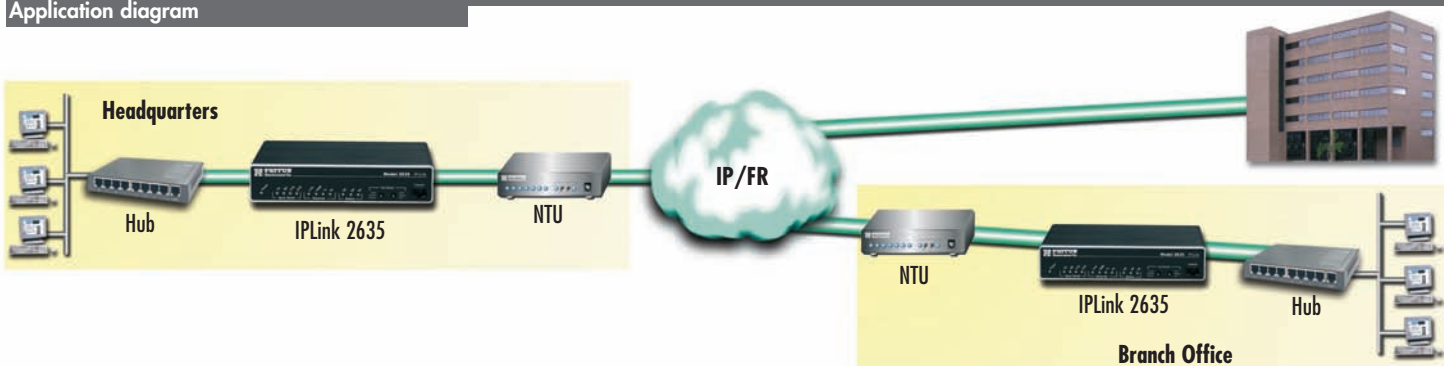 Application diagram
Headquarters
Hub
IPLink 2635
NTU
IP/FR
NTU
IPLink 2635
Hub
Branch Office